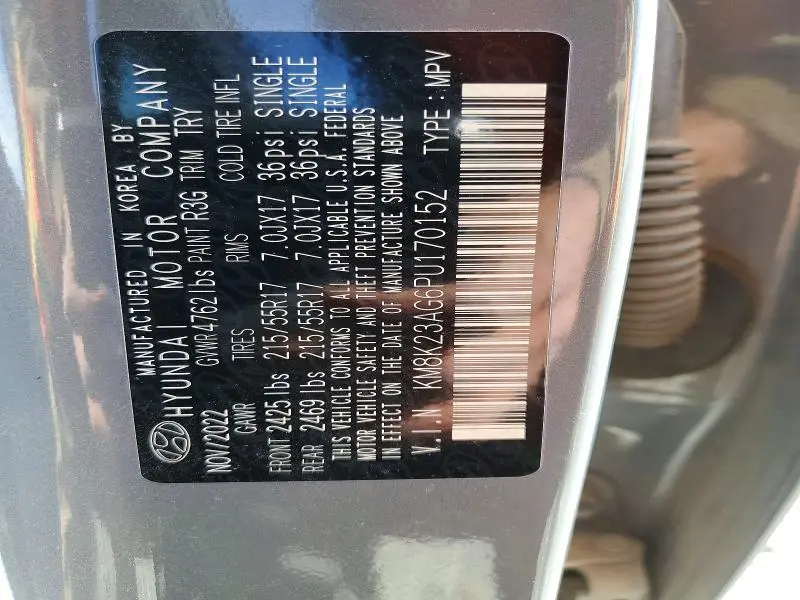 MANUFACTURED IN KOREA BY
HYUNDAI MOTOR COMPANY
NOV/2022 GVWR 4762 lbs PAINT R3G TRIM TRY
GAWR TIRES RMS COLD TIRE INFL
FRONT 2425 lbs 215/55R17 7.0JX17 36psi SINGLE
REAR 2469 lbs 215/55R17 7.0JX17 36psi SINGLE
THIS VEHICLE CONFORMS TO ALL APPLICABLE U.S.A. FEDERAL
MOTOR VEHICLE SAFETY AND THEFT PREVENTION STANDARDS
IN EFFECT ON THE DATE OF MANUFACTURE SHOWN ABOVE
V.I.N KM8K23AG6PU170152 TYPE : MPV